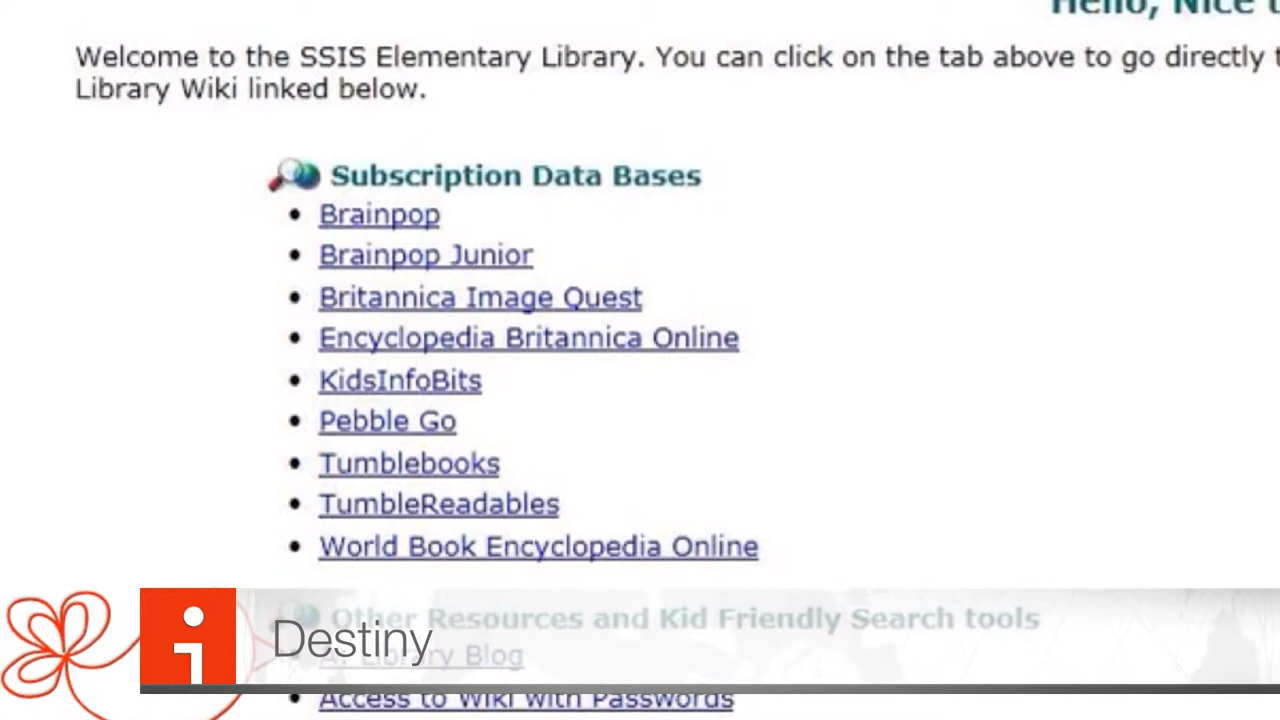 Hello, Nice
Welcome to the SSIS Elementary Library. You can click on the tab above to go directly
Library Wiki linked below.
Subscription Data Bases
Brainpop
Brainpop Junior
Britannica Image Quest
Encyclopedia Britannica Online
KidsInfoBits
Pebble Go
Tumblebooks
TumbleReadables
World Book Encyclopedia Online
Other Resources and Kid Friendly Search tools
Destiny
Library Blog
Access to Wiki with Passwords